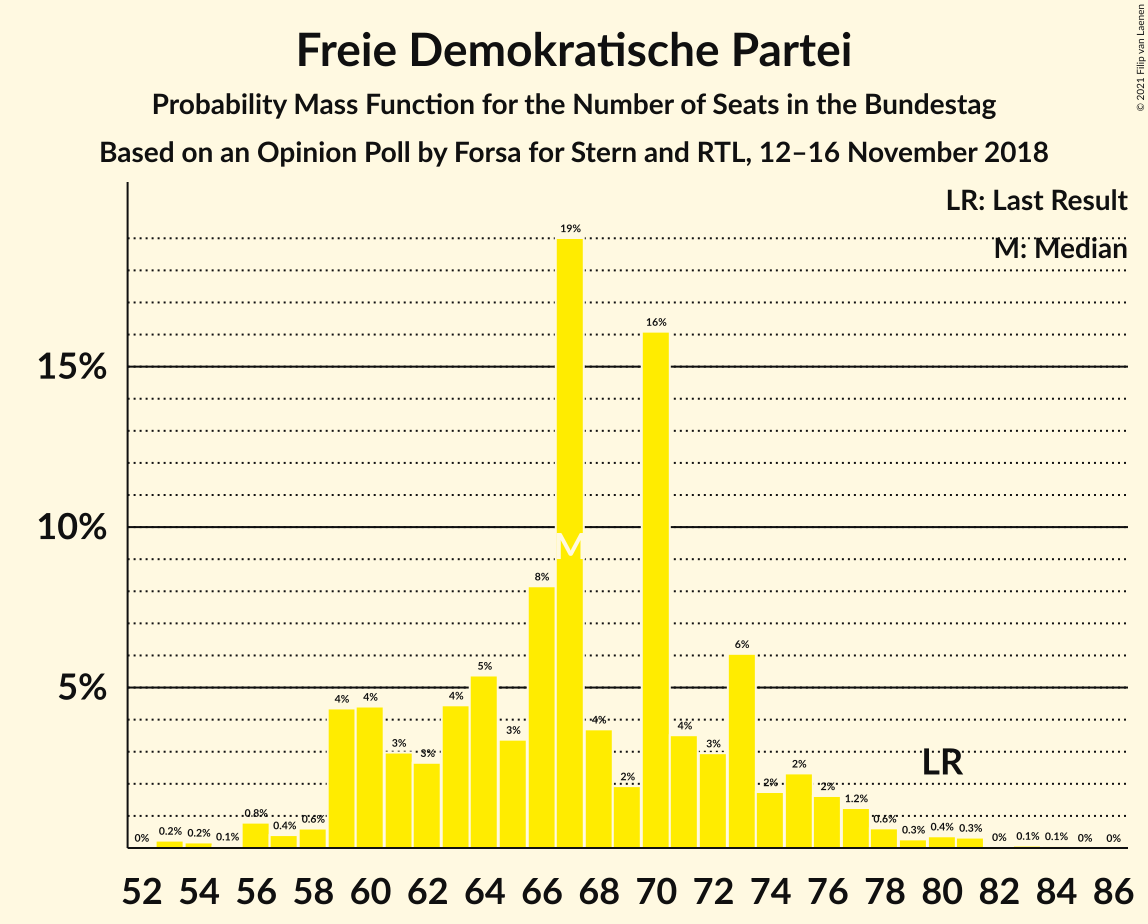 Freie Demokratische Partei
Probability Mass Function for the Number of Seats in the Bundestag
Based on an Opinion Poll by Forsa for Stern and RTL, 12–16 November 2018
© 2021 Filip van Laenen
LR: Last Result
M: Median
19%
16%
15%
10%
M
8%
6%
5%
5%
4%
4%
4%
4%
4%
3%
3%
3%
3%
LR
2%
2%
2%
2%
1.2%
0% 0.2% 0.2% 0.1% 0.8% 0.4% 0.6% 0.6% 0.3% 0.4% 0.3% 0% 0.1% 0.1% 0% 0%
52 54 56 58 60 62 64 66 68 70 72 74 76 78 80 82 84 86